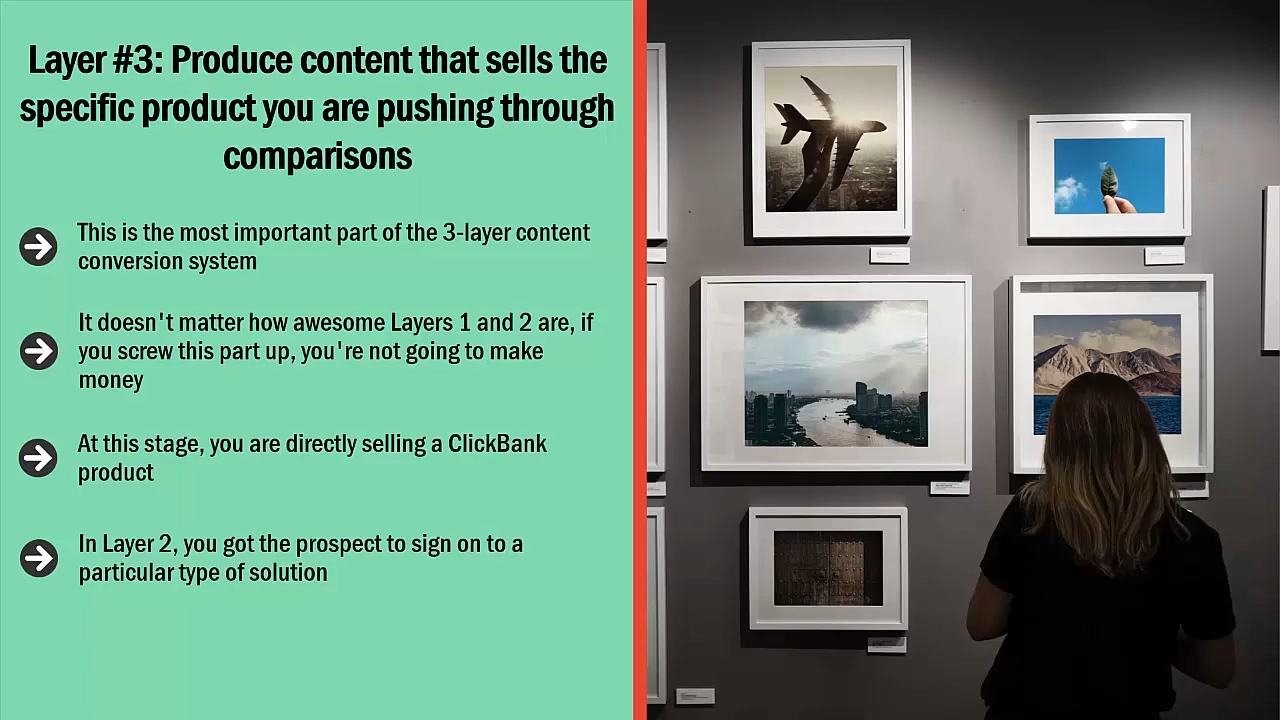 Layer #3: Produce content that sells the
specific product you are pushing through
comparisons
This is the most important part of the 3-layer content
conversion system
It doesn't matter how awesome Layers 1 and 2 are, if
you screw this part up, you're not going to make
money
At this stage, you are directly selling a ClickBank
product
In Layer 2, you got the prospect to sign on to a
particular type of solution